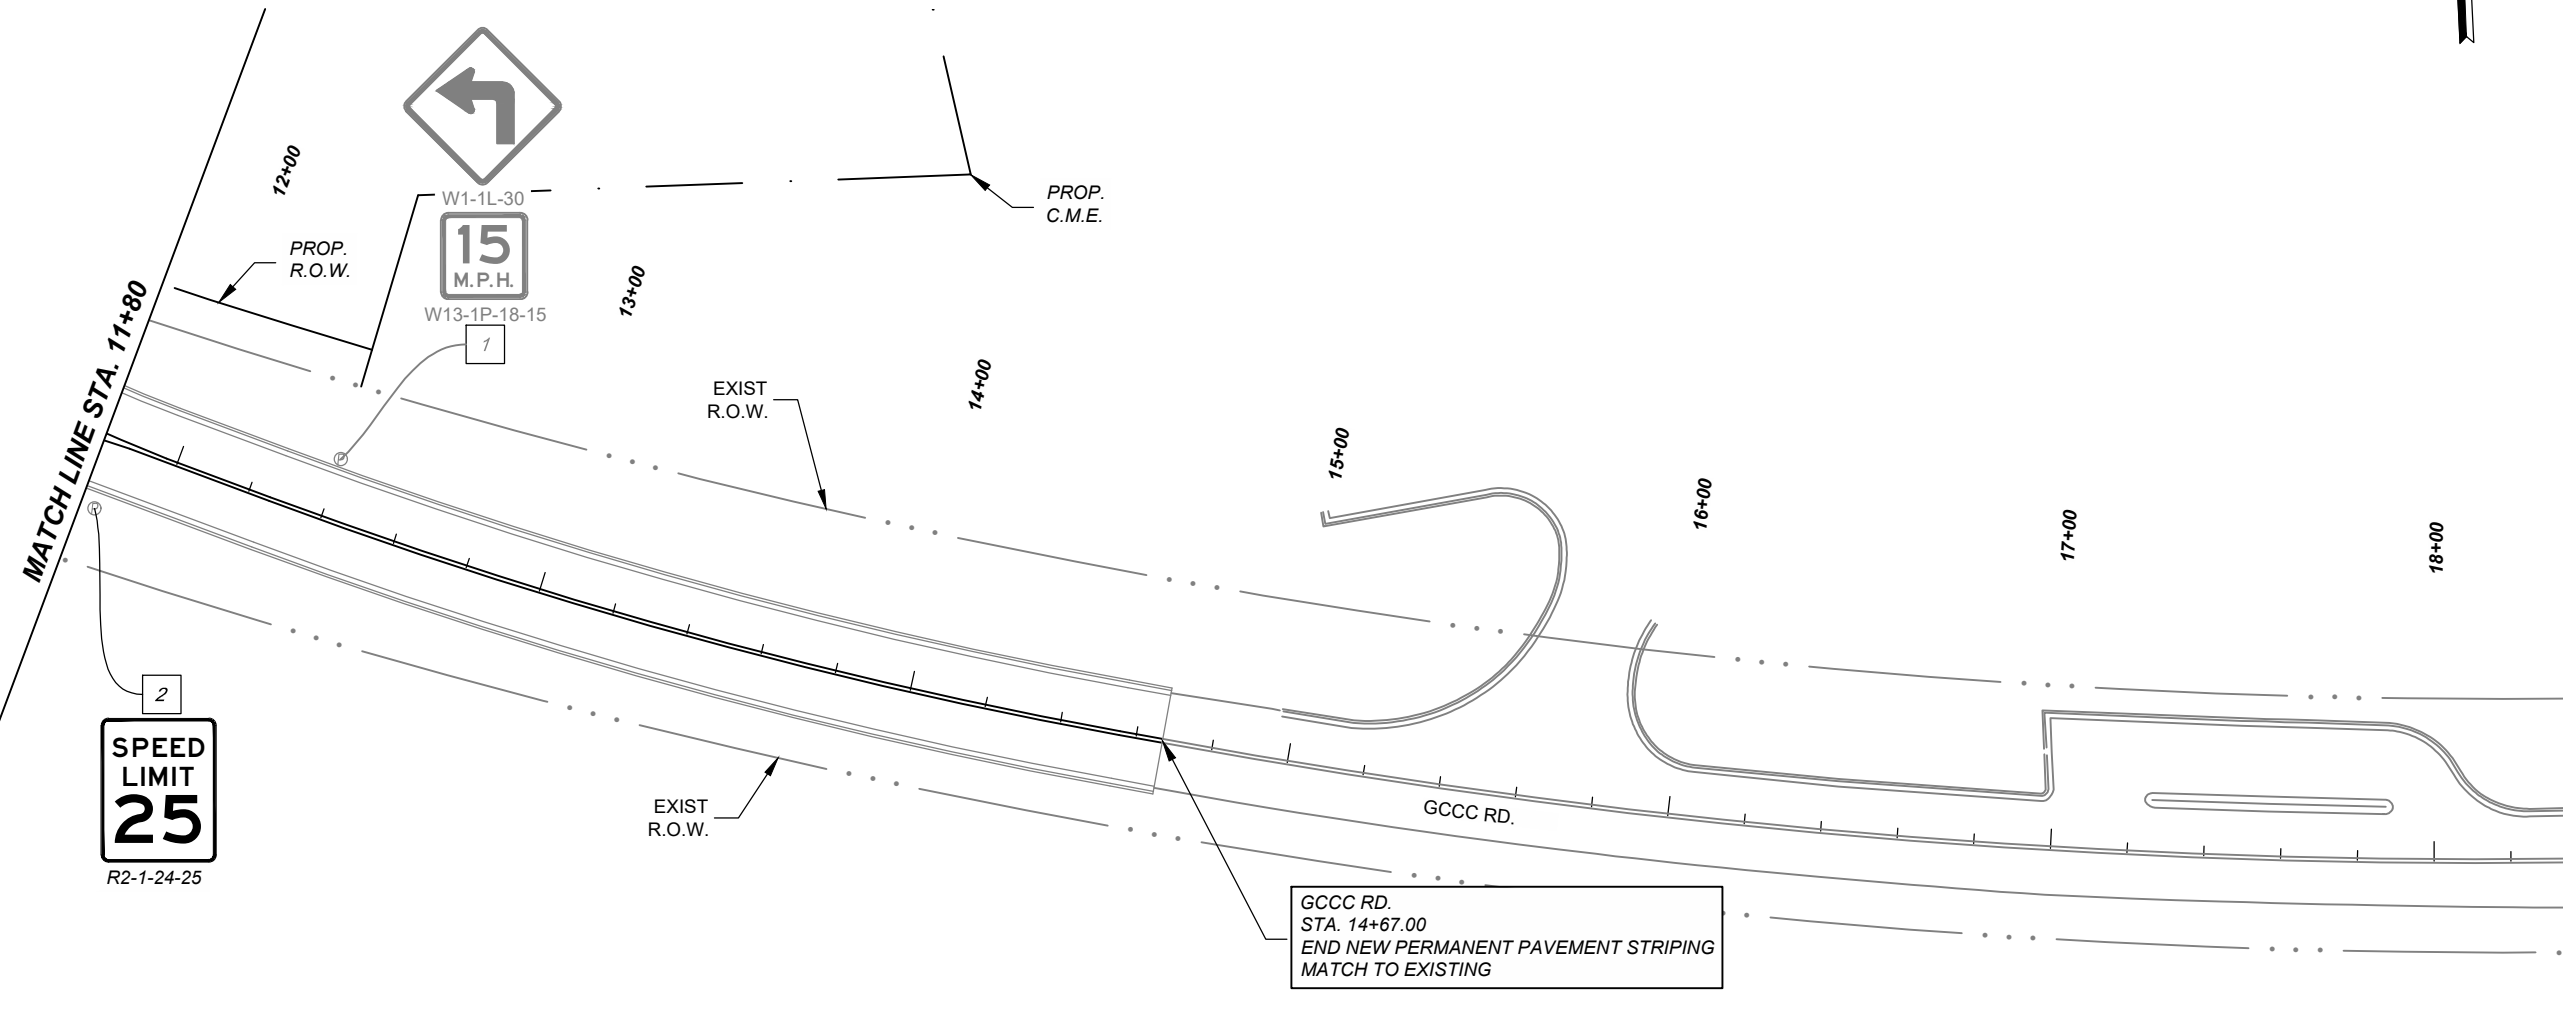 12+00
W1-1L-30
15
M.P.H.
W13-1P-18-15
1
PROP.
R.O.W.
PROP.
C.M.E.
13+00
MATCH LINE STA. 11+80
EXIST
R.O.W.
14+00
15+00
16+00
17+00
18+00
2
SPEED
LIMIT
25
R2-1-24-25
EXIST
R.O.W.
GCCC RD.
GCCC RD.
STA. 14+67.00
END NEW PERMANENT PAVEMENT STRIPING
MATCH TO EXISTING